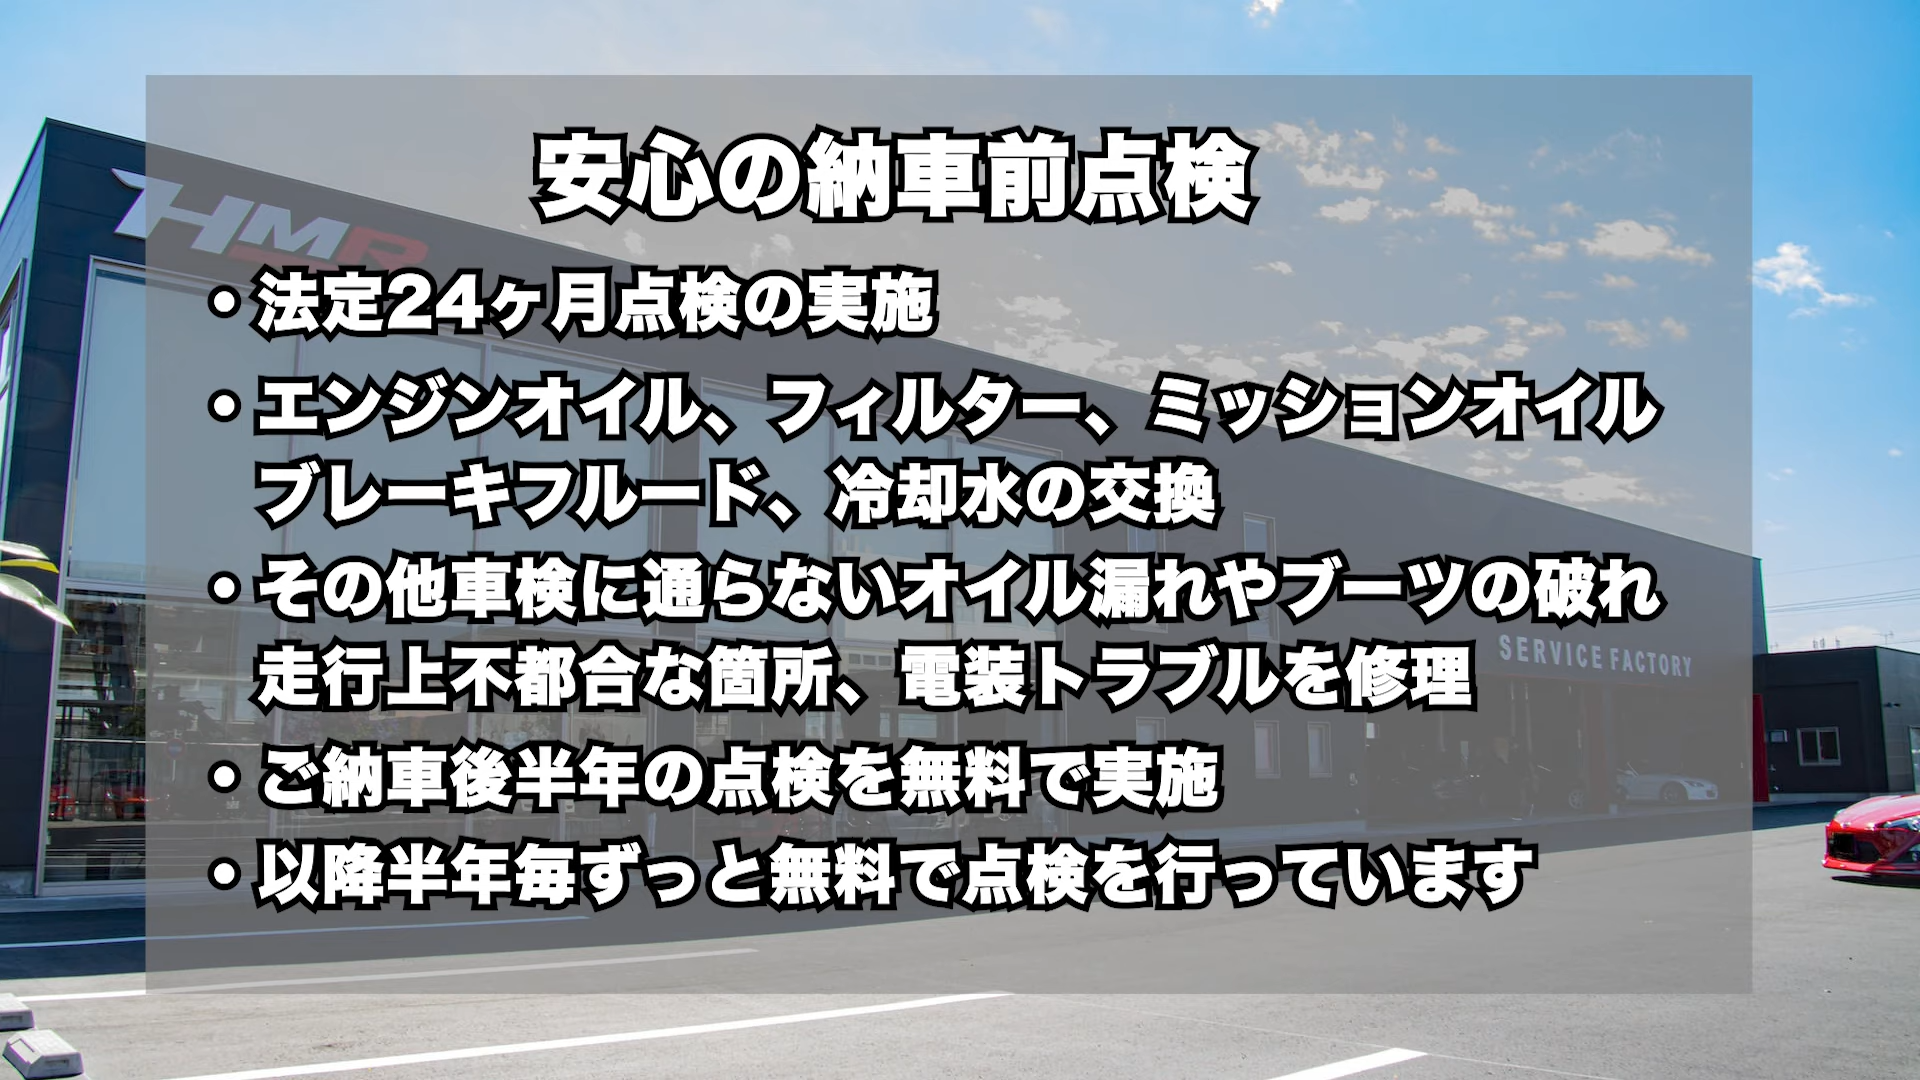 安心の納車前点検
HMR
・法定24ヶ月点検の実施
・エンジンオイル、フィルター、ミッションオイル
ブレーキフルード、冷却水の交換
・その他車検に通らないオイル漏れやブーツの破れ
SERVICE FACTORY
走行上不都合な箇所、電装トラブルを修理
・ご納車後半年の点検を無料で実施
・以降半年毎ずっと無料で点検を行っています